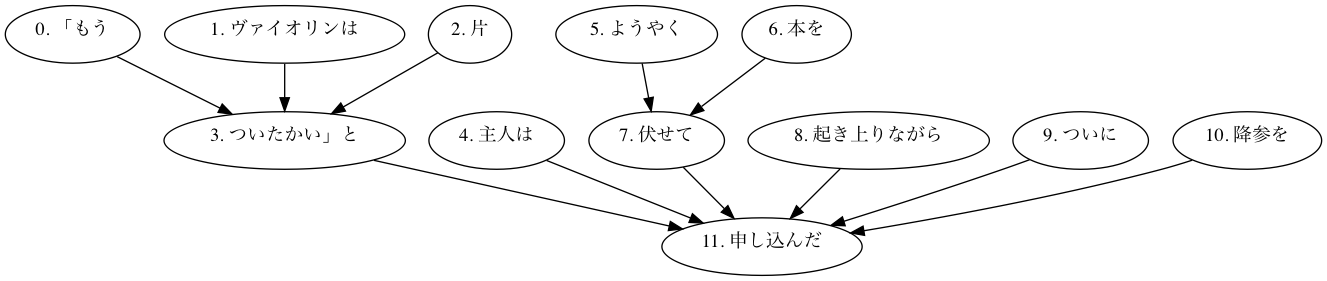 0. 「もう
1. ヴァイオリンは
2. 片
5. ようやく
6. 本を
3. ついたかい」と
4. 主人は
7. 伏せて
8. 起き上りながら
9. ついに
10. 降参を
11. 申し込んだ